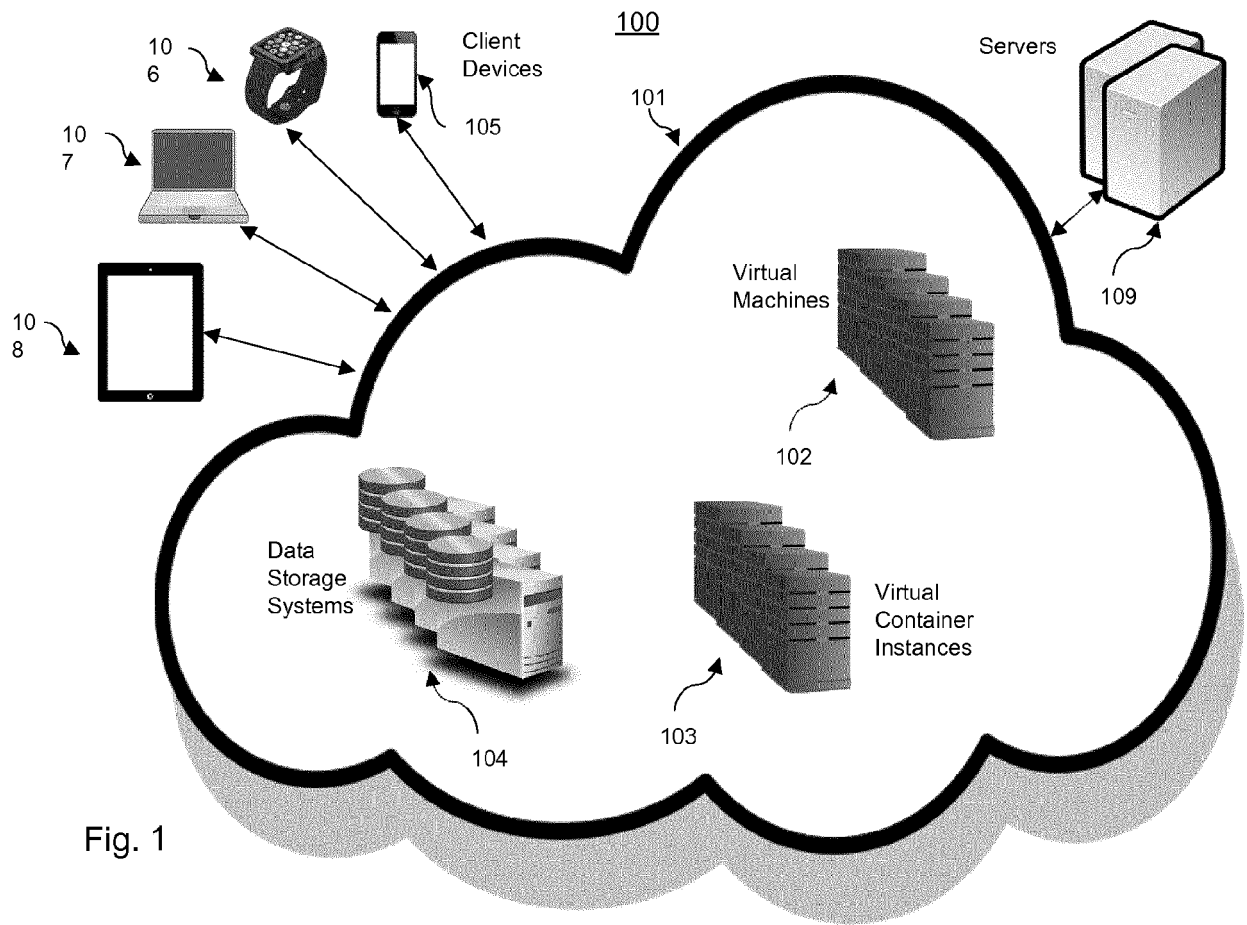 100
10
6
Client
Devices
105
101
Servers
10
7
109
10
8
Virtual
Machines
102
Data
Storage
Systems
104
Virtual
Container
Instances
103
Fig. 1